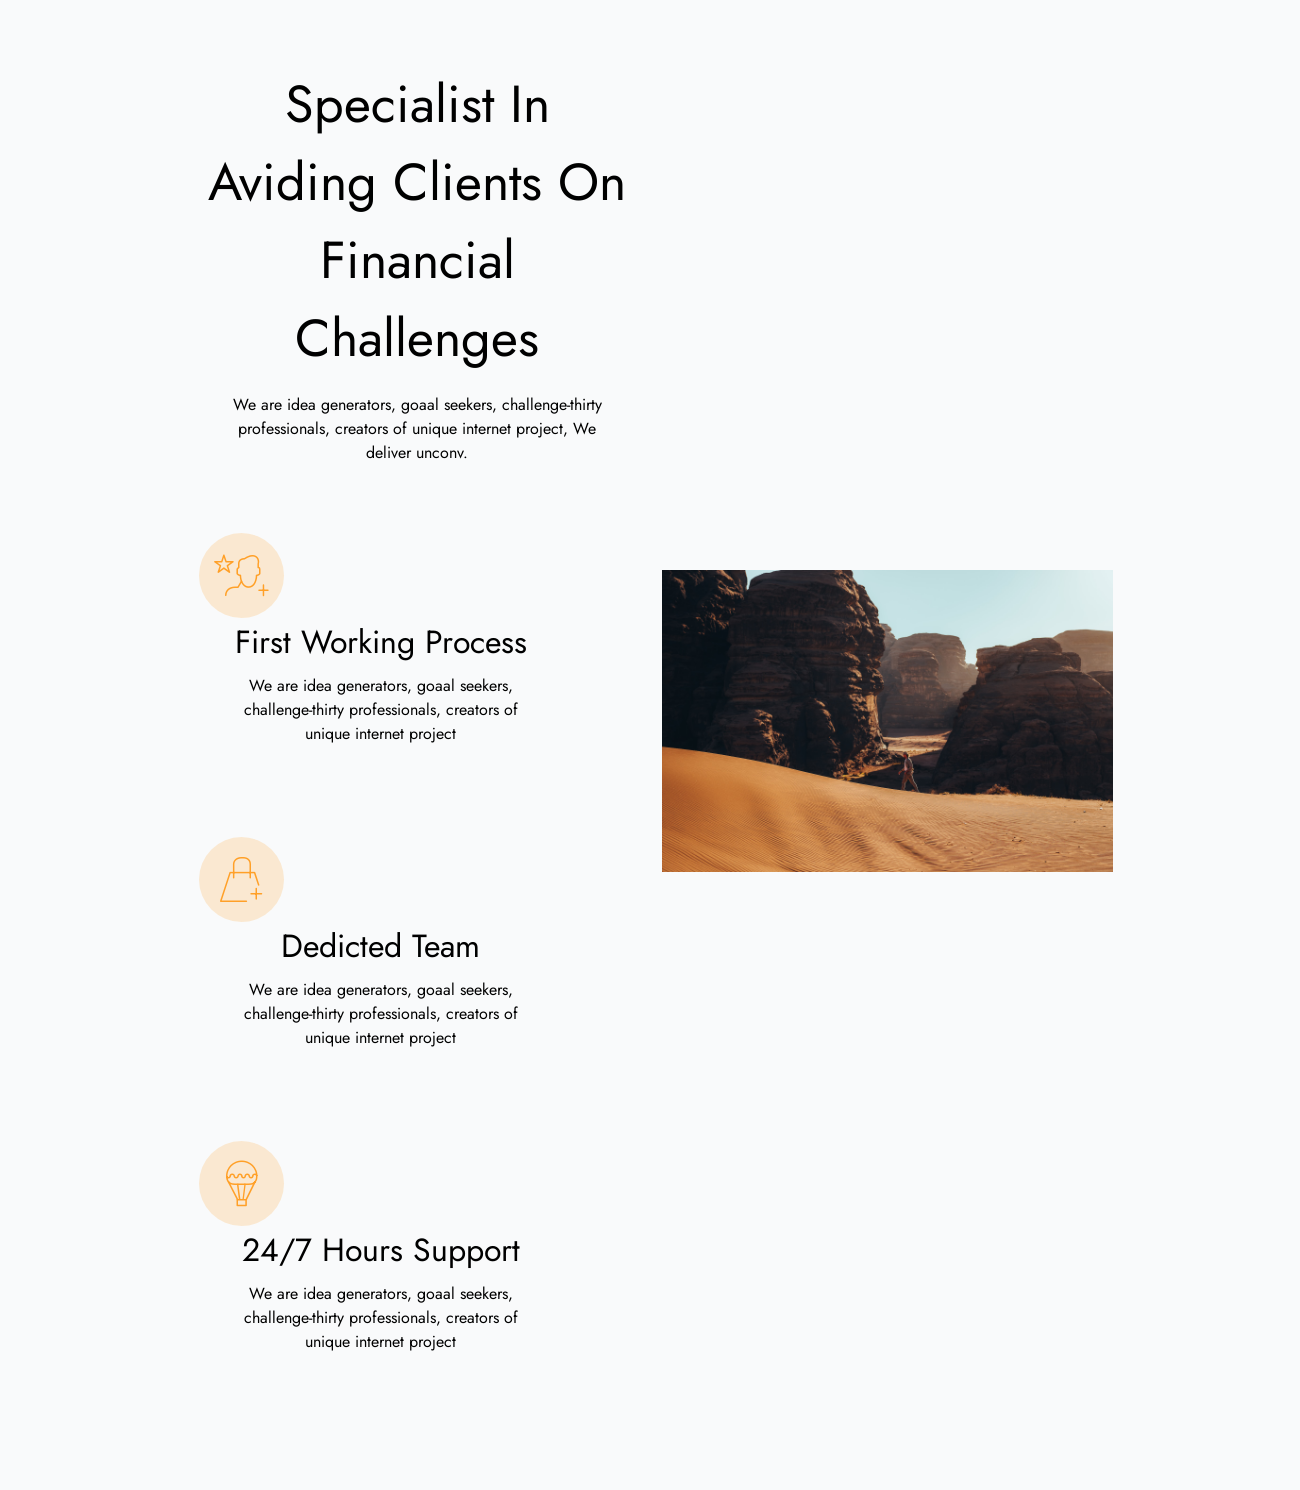 Specialist In
Aviding Clients On
Financial
Challenges
We are idea generators, goaal seekers, challenge-thirty
professionals, creators of unique internet project, We
deliver unconv.
First Working Process
We are idea generators, goaal seekers,
challenge-thirty professionals, creators of
unique internet project
Dedicted Team
We are idea generators, goaal seekers,
challenge-thirty professionals, creators of
unique internet project
24/7 Hours Support
We are idea generators, goaal seekers,
challenge-thirty professionals, creators of
unique internet project